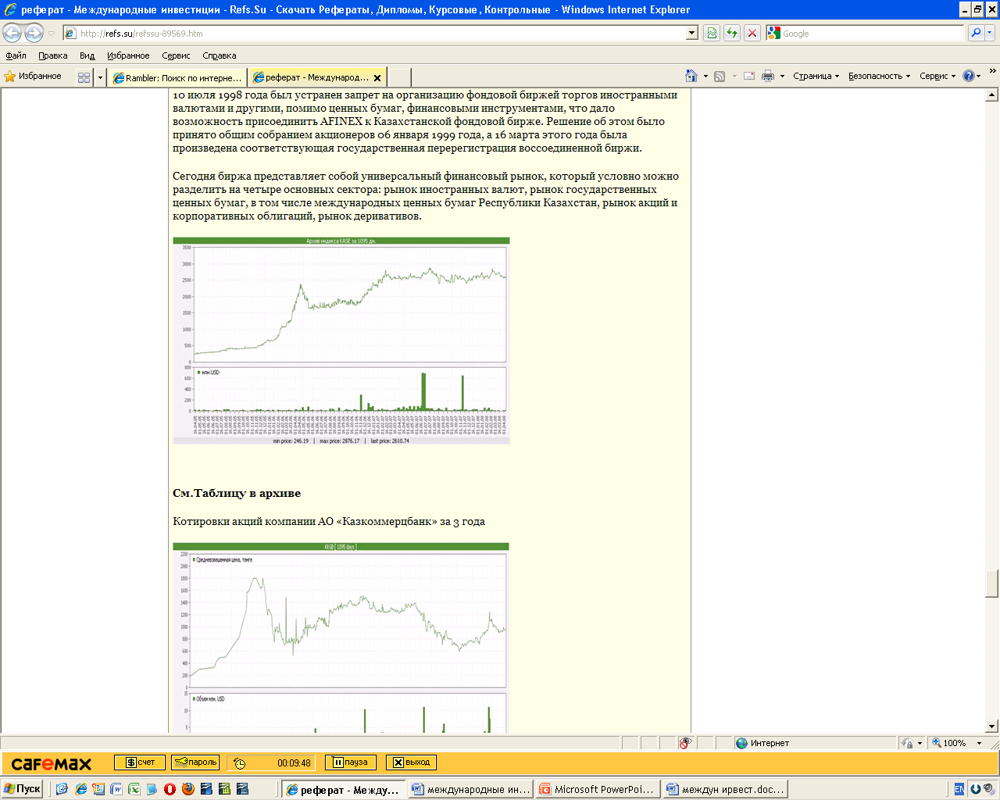 реферат - Международные инвестиции - Refs.Su - Скачать Рефераты, Дипломы, Курсовые, Контрольные - Windows Internet Explorer
http://refs.su/refssu-89569.htm
Google
Файл Правка Вид Избранное Сервис Справка
Избранное
Rambler: Поиск по интерне...
реферат - Международ...
Страница
Безопасность
Сервис
10 июля 1998 года был устранен запрет на организацию фондовой биржей торгов иностранными
валютами и другими, помимо ценных бумаг, финансовыми инструментами, что дало
возможность присоединить AFINEX к Казахстанской фондовой бирже. Решение об этом было
принято общим собранием акционеров 06 января 1999 года, а 16 марта этого года была
произведена соответствующая государственная перерегистрация воссоединенной биржи.
Сегодня биржа представляет собой универсальный финансовый рынок, который условно можно
разделить на четыре основных сектора: рынок иностранных валют, рынок государственных
ценных бумаг, в том числе международных ценных бумаг Республики Казахстан, рынок акций и
корпоративных облигаций, рынок деривативов.
Архив индекса KASE за 1095 дн.
3500
3000
2500
2000
1500
1000
500
0
800
600
400
200
0
млн USD
min price: 246.19 | max price: 2876.17 | last price: 2610.74
См.Таблицу в архиве
Котировки акций компании АО «Казкоммерцбанк» за 3 года
KKGB [ 1095 days ]
Средневзвешенная цена, тенге
2200
2000
1800
1600
1400
1200
1000
800
600
400
200
0
Объем млн. USD
15
10
5
Интернет
100%
cafemax
счет
пароль
00:09:48
пауза
выход
Пуск
реферат - Между...
международные ин...
Microsoft PowerPoi...
междун ирвест.doc...
EN